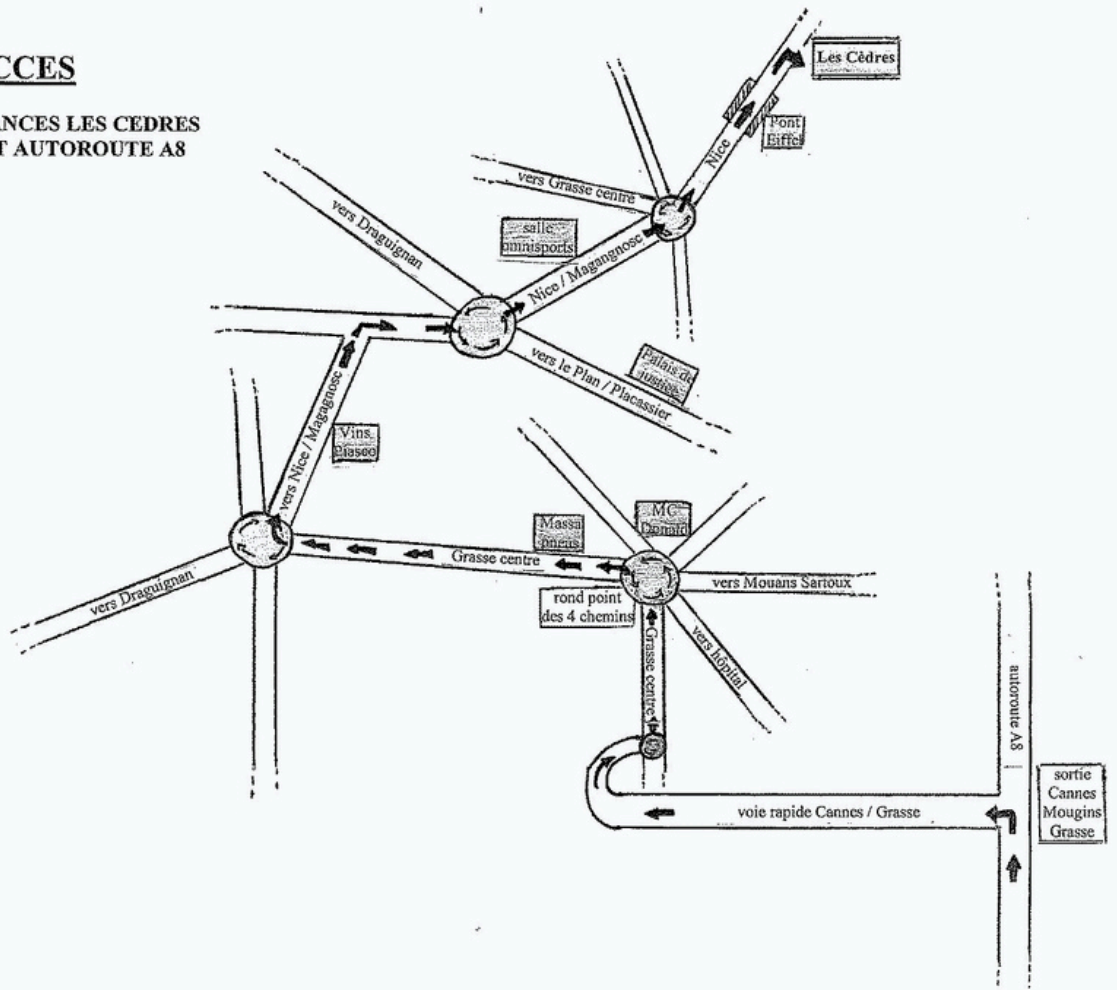 CCES
NCES LES CEDRES
T AUTOROUTE A8
Les Cèdres
Pont
Eiffel
Nice
vers Grasse centre
salle
omnisports
Nice / Magangnosc
vers Draguignan
vers le Plan / Placassier
Palais de
justice
vers Nice / Magagnosc
Vins
MC
Donald
Massa
pneus
Grasse centre
vers Mouans Sartoux
rond point
des 4 chemins
vers Draguignan
Grasse centre
vers hôpital
autoroute A8
sortie
Cannes
Mougins
Grasse
voie rapide Cannes / Grasse